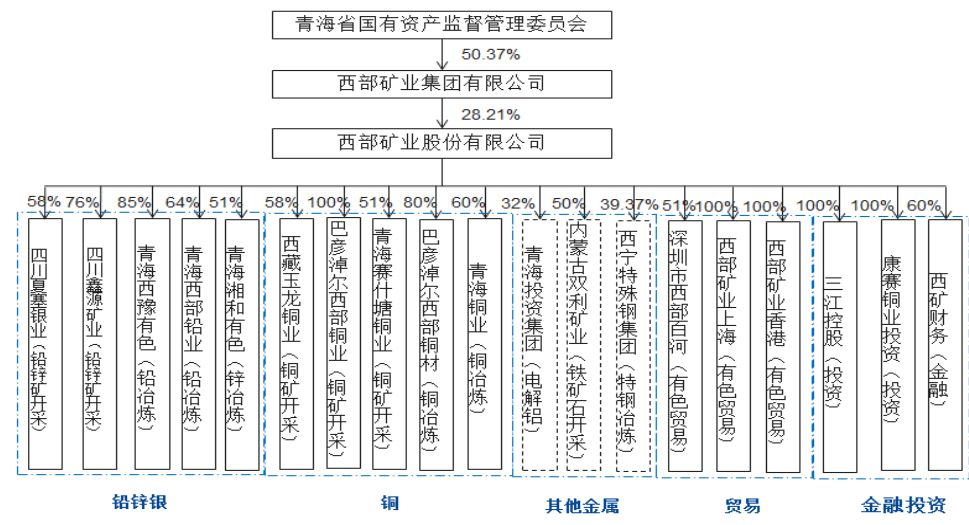 青海省国有资产监督管理委员会
50.37%
西部矿业集团有限公司
28.21%
西部矿业股份有限公司
58% 76% 85% 64% 51% 58% 100% 51% 80% 60% 32% 50% 39.37% 51% 100% 100% 100% 100% 60%
四川夏塞银业（铅锌矿开采）
四川鑫源矿业（铅锌矿开采）
青海西豫有色（铅冶炼）
青海西部铅业（铅冶炼）
青海湘和有色（锌冶炼）
西藏玉龙铜业（铜矿开采）
巴彦淖尔西部铜业（铜矿开采）
青海赛什塘铜业（铜矿开采）
巴彦淖尔西部铜材（铜冶炼）
青海铜业（铜冶炼）
青海投资集团（电解铝）
内蒙古双利矿业（铁矿石开采）
西宁特殊钢集团（特钢冶炼）
深圳市西部百河（有色贸易）
西部矿业上海（有色贸易）
西部矿业香港（有色贸易）
三江控股（投资）
康赛铜业投资（投资）
西矿财务（金融）
铅锌银 铜 其他金属 贸易 金融投资